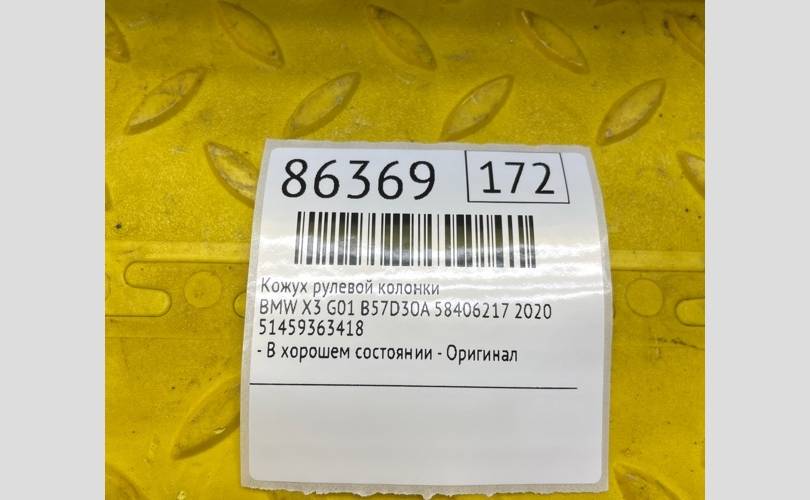 86369 172
Кожух рулевой колонки
BMW X3 G01 B57D30A 58406217 2020
51459363418
- В хорошем состоянии - Оригинал